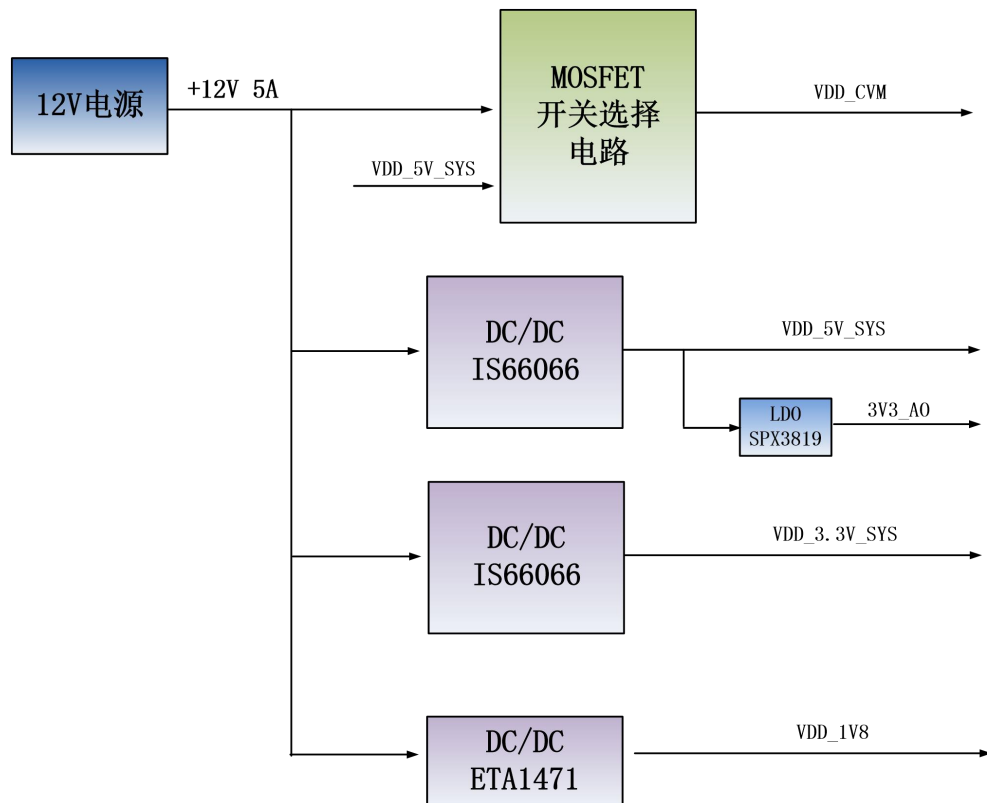 12V电源
+12V 5A
MOSFET
开关选择
电路
VDD_CVM
VDD_5V_SYS
DC/DC
IS66066
VDD_5V_SYS
LDO
SPX3819
3V3_AO
DC/DC
IS66066
VDD_3.3V_SYS
DC/DC
ETA1471
VDD_1V8